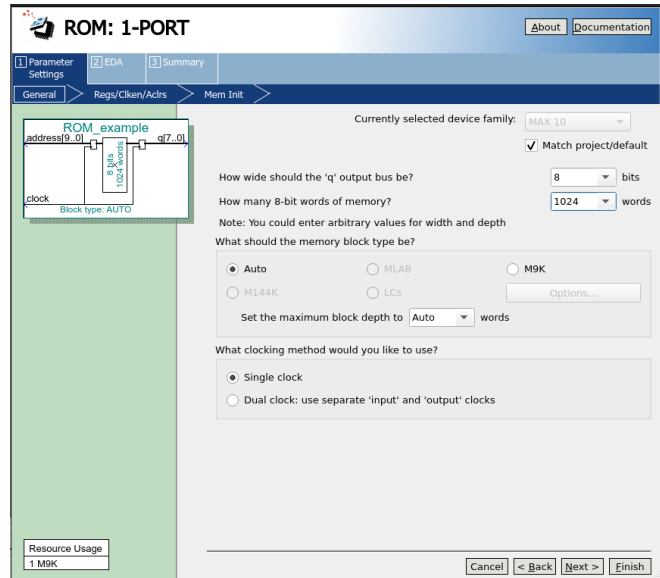 ROM: 1-PORT
About Documentation
1 Parameter Settings 2 EDA 3 Summary
General Regs/Clken/Aclrs Mem Init
ROM_example
address[9..0] q[7..0]
8 bits
x
1024 words
clock
Block type: AUTO
Currently selected device family: MAX 10
Match project/default
How wide should the 'q' output bus be? 8 bits
How many 8-bit words of memory? 1024 words
Note: You could enter arbitrary values for width and depth
What should the memory block type be?
Auto MLAB M9K
M144K LCs Options...
Set the maximum block depth to Auto words
What clocking method would you like to use?
Single clock
Dual clock: use separate 'input' and 'output' clocks
Resource Usage
1 M9K
Cancel < Back Next > Finish